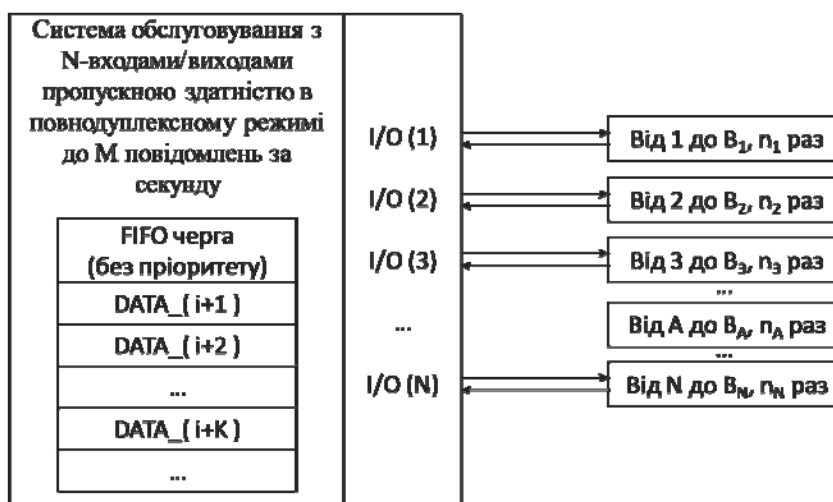 Система обслуговування з
N-входами/виходами
пропускною здатністю в
повнодуплексному режимі
до М повідомлень за
секунду
FIFO черга
(без пріоритету)
DATA_( i+1 )
DATA_( i+2 )
...
DATA_( i+K )
...
I/O (1)
I/O (2)
I/O (3)
...
I/O (N)
Від 1 до B₁, n₁ раз
Від 2 до B₂, n₂ раз
Від 3 до B₃, n₃ раз
...
Від A до B_A, n_A раз
...
Від N до B_N, n_N раз